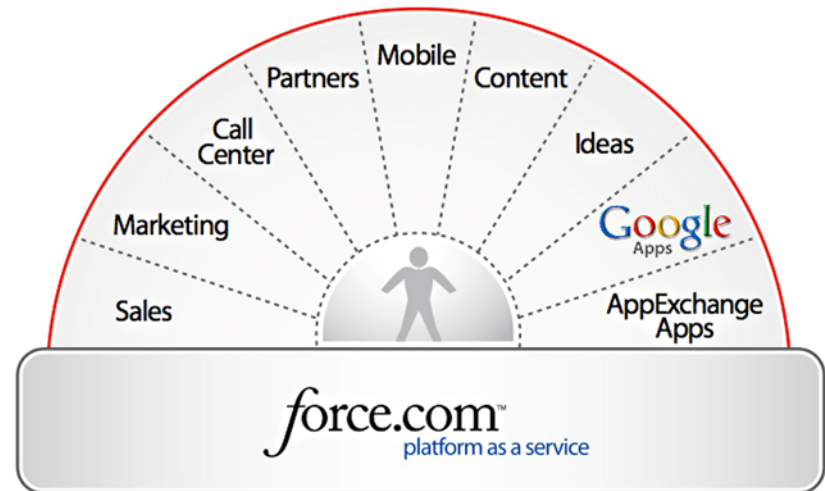 Mobile
Partners
Content
Call
Center
Ideas
Marketing
Google
Apps
Sales
AppExchange
Apps
force.com™
platform as a service